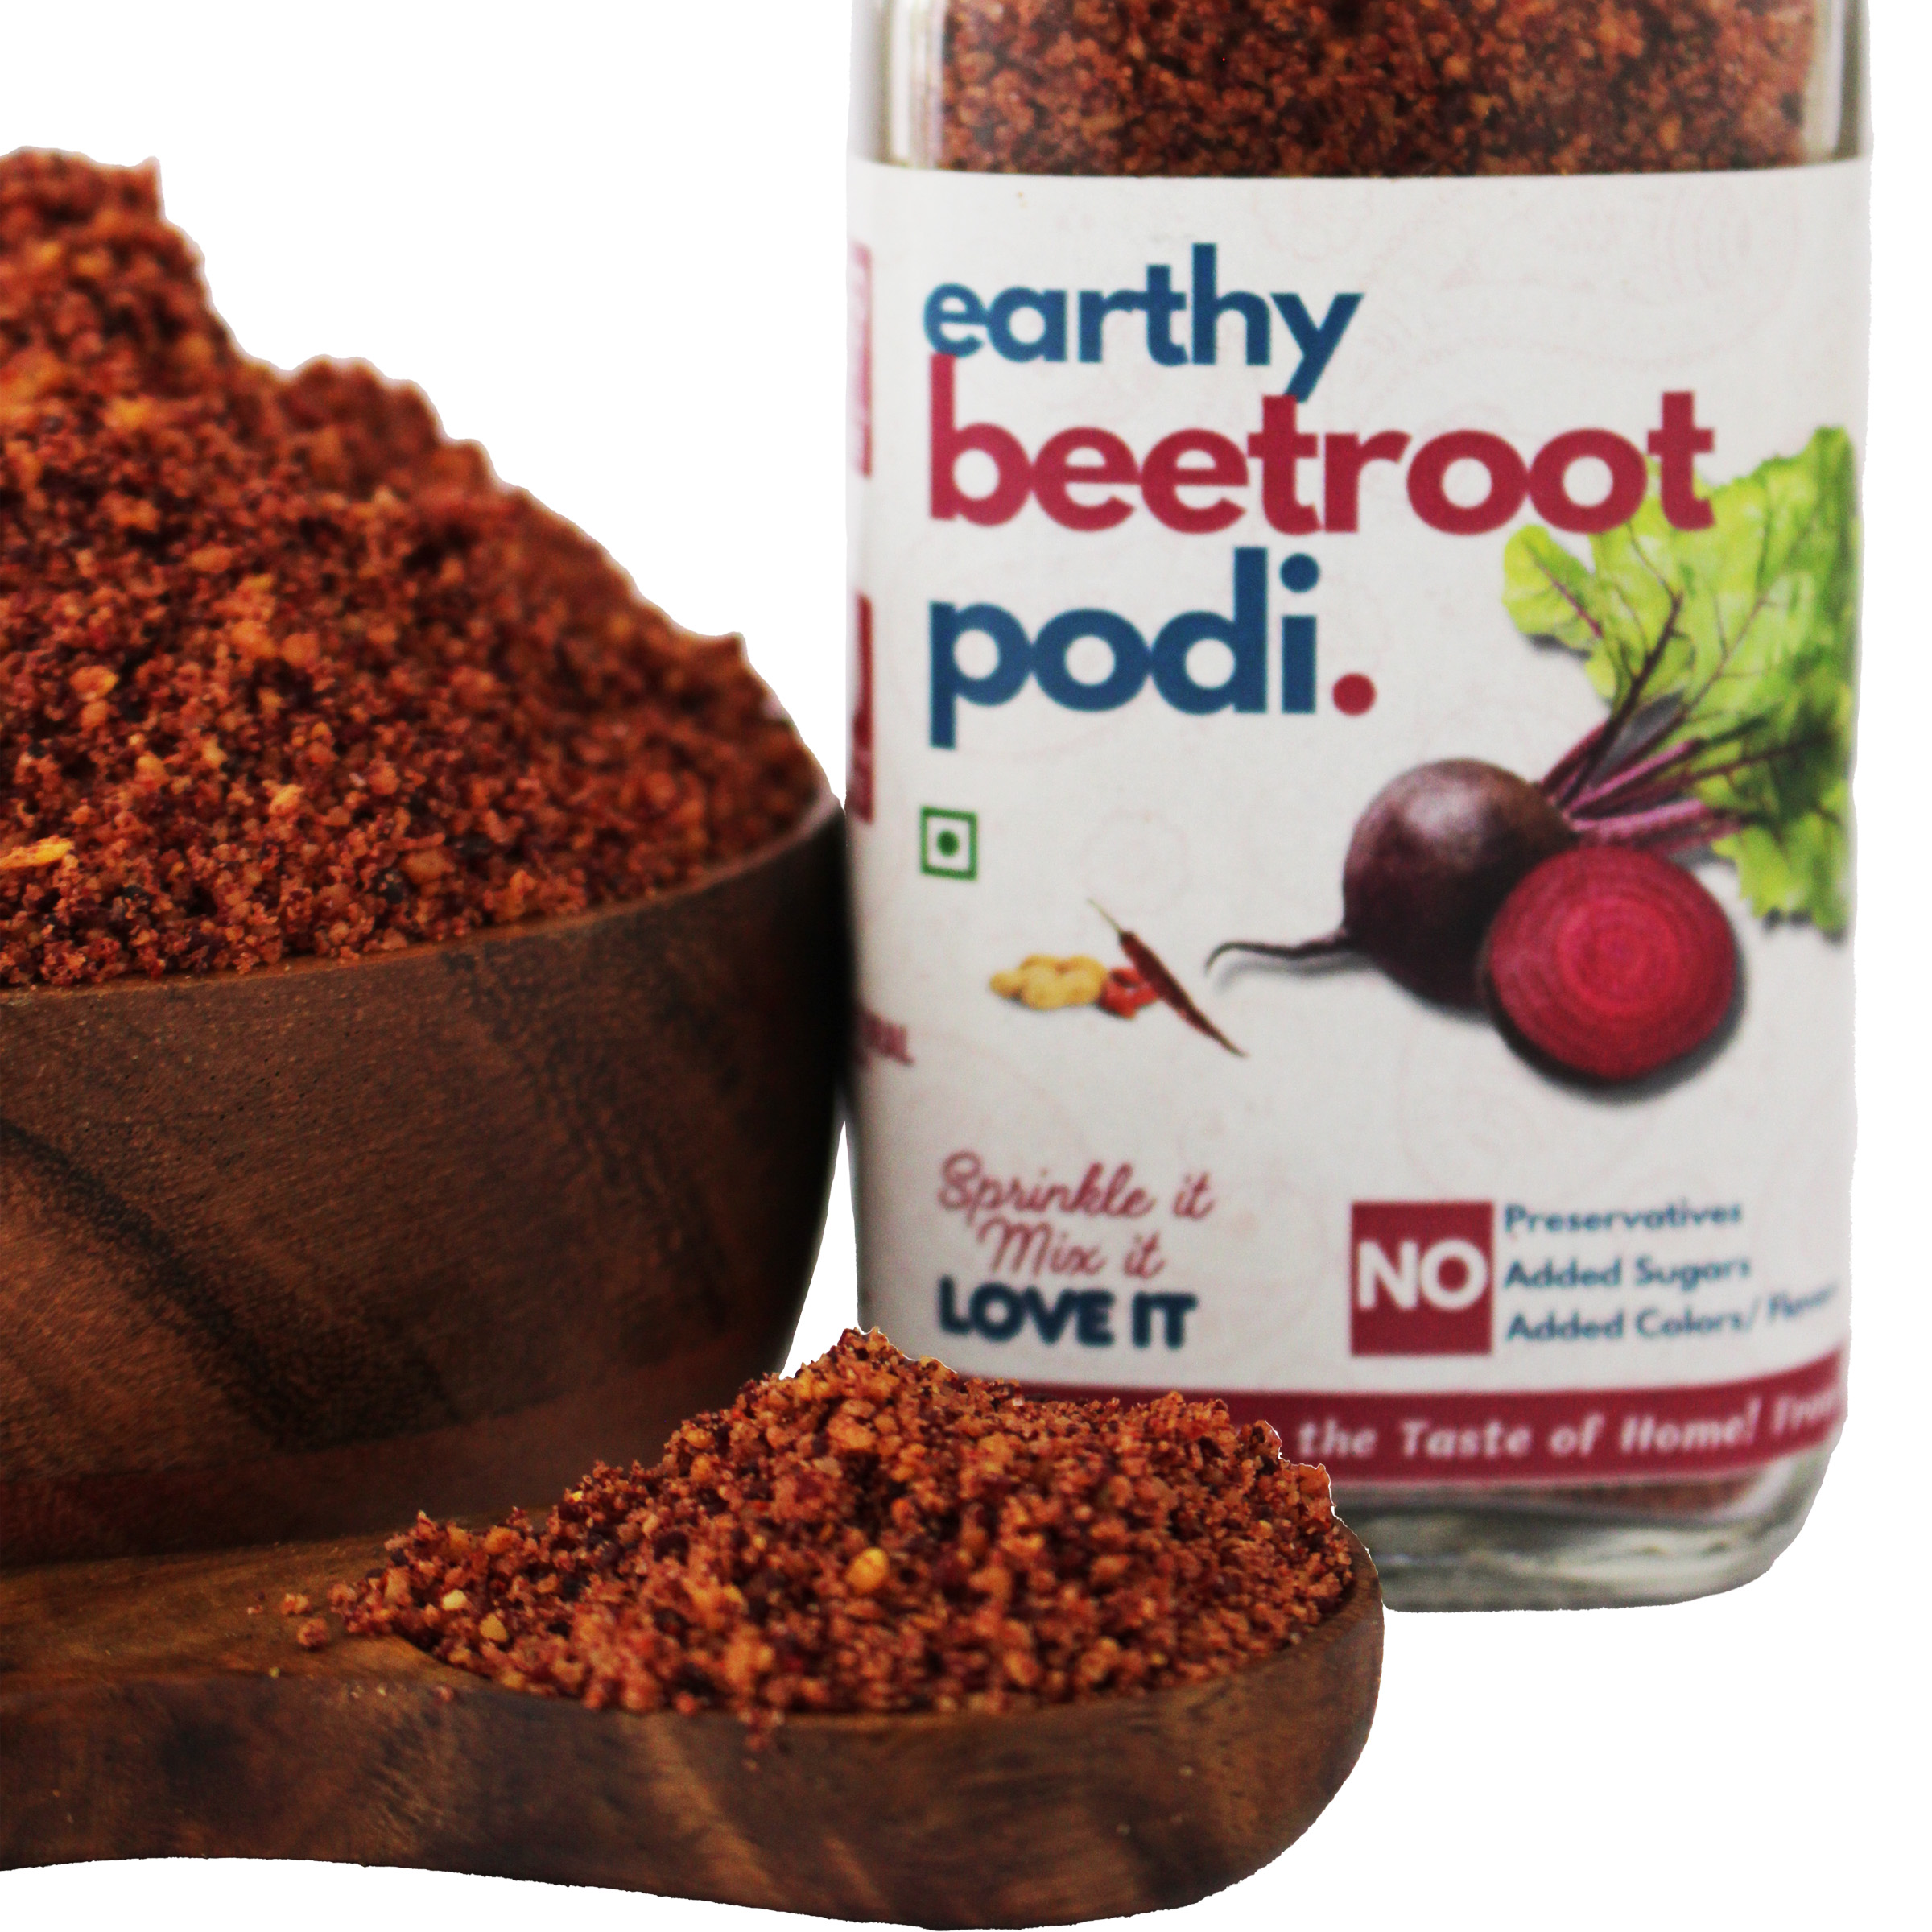 earthy
beetroot
podi.
Sprinkle it
Mix it
LOVE IT
NO
Preservatives
Added Sugars
Added Colors/
the Taste of Home!